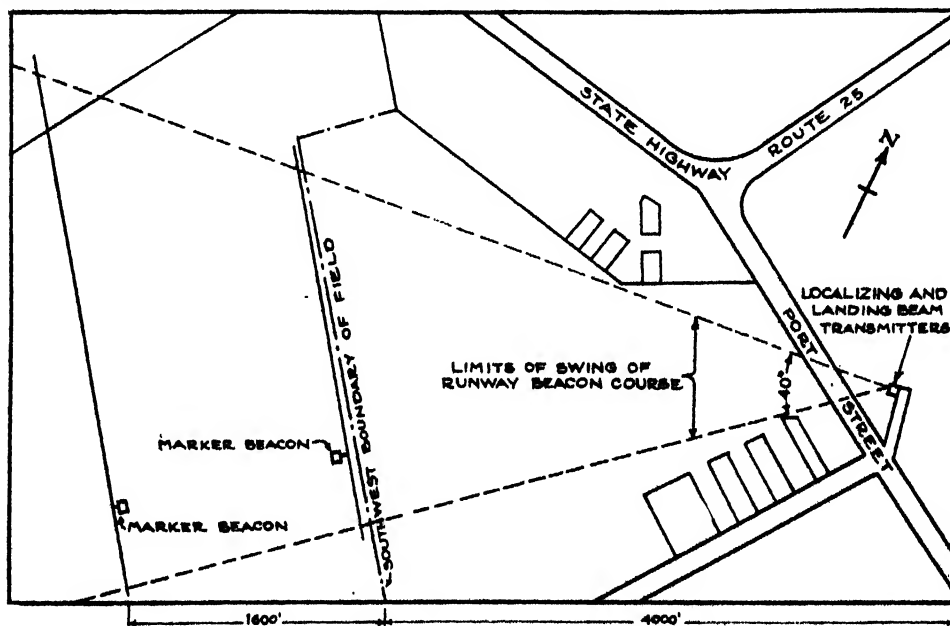 STATE HIGHWAY
ROUTE 25
N
LOCALIZING AND
LANDING BEAM
TRANSMITTERS
PORT STREET
LIMITS OF SWING OF
RUNWAY BEACON COURSE
40°
SOUTHWEST BOUNDARY OF FIELD
MARKER BEACON
MARKER BEACON
1600'
4000'